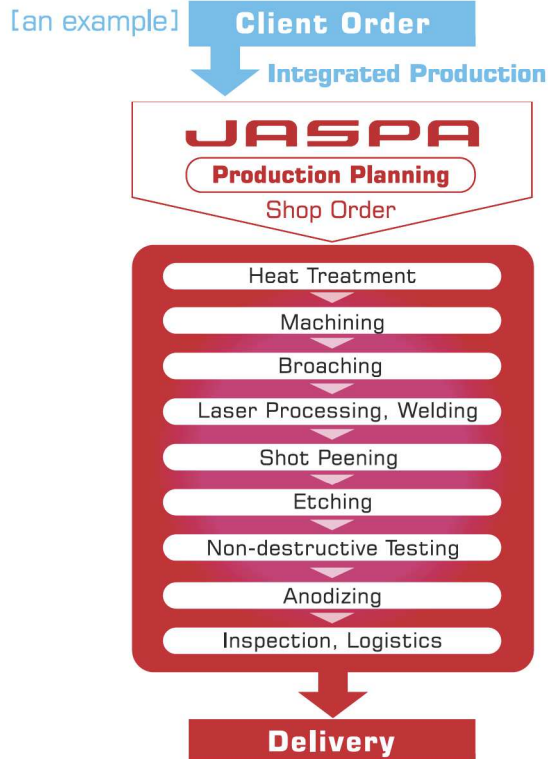 [an example]
Client Order
Integrated Production
JASPA
Production Planning
Shop Order
Heat Treatment
Machining
Broaching
Laser Processing, Welding
Shot Peening
Etching
Non-destructive Testing
Anodizing
Inspection, Logistics
Delivery